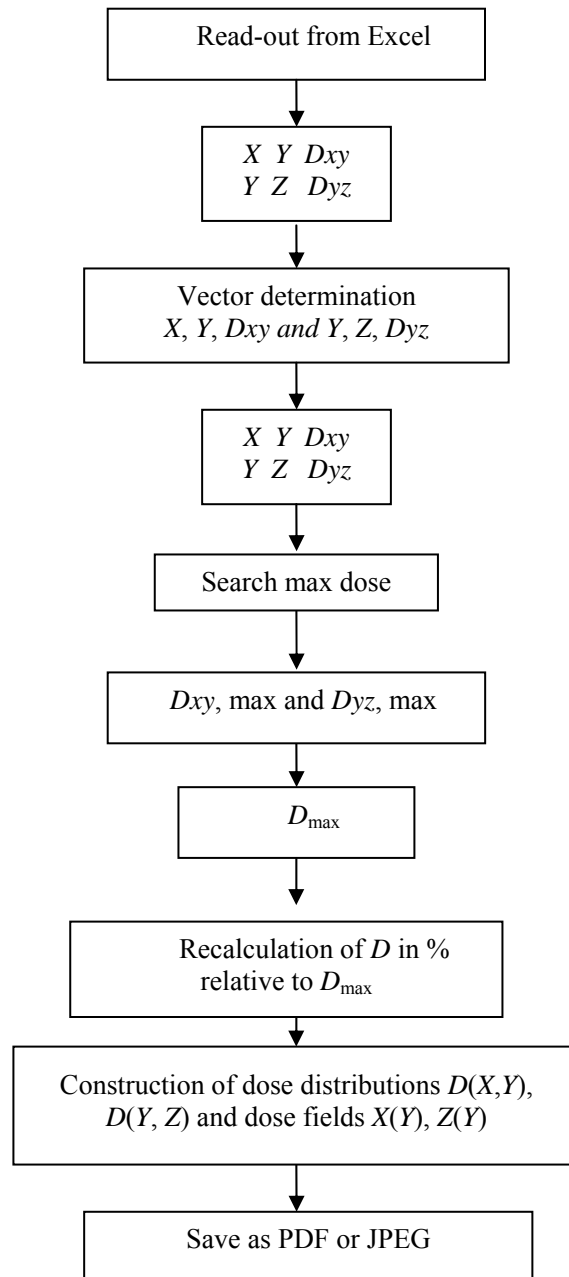 Read-out from Excel
X Y Dxy
Y Z Dyz
Vector determination
X, Y, Dxy and Y, Z, Dyz
X Y Dxy
Y Z Dyz
Search max dose
Dxy, max and Dyz, max
Dmax
Recalculation of D in %
relative to Dmax
Construction of dose distributions D(X,Y),
D(Y, Z) and dose fields X(Y), Z(Y)
Save as PDF or JPEG